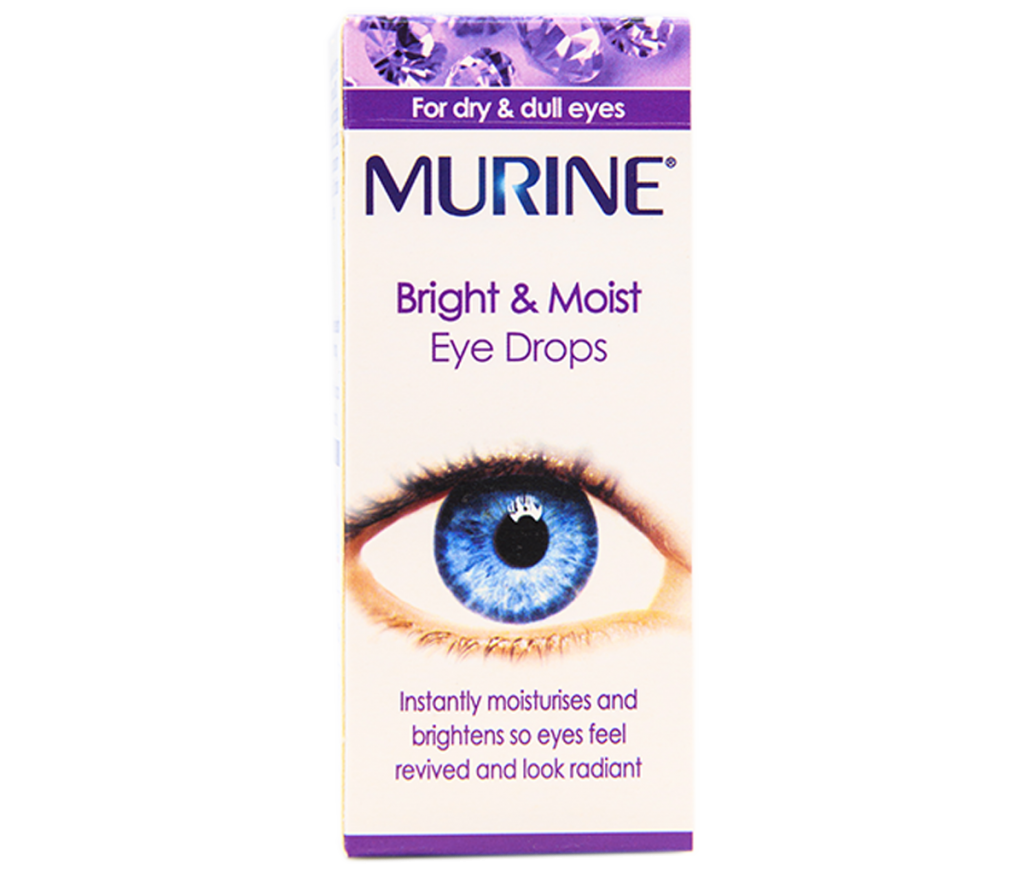 For dry & dull eyes
MURINE®
Bright & Moist
Eye Drops
Instantly moisturises and
brightens so eyes feel
revived and look radiant